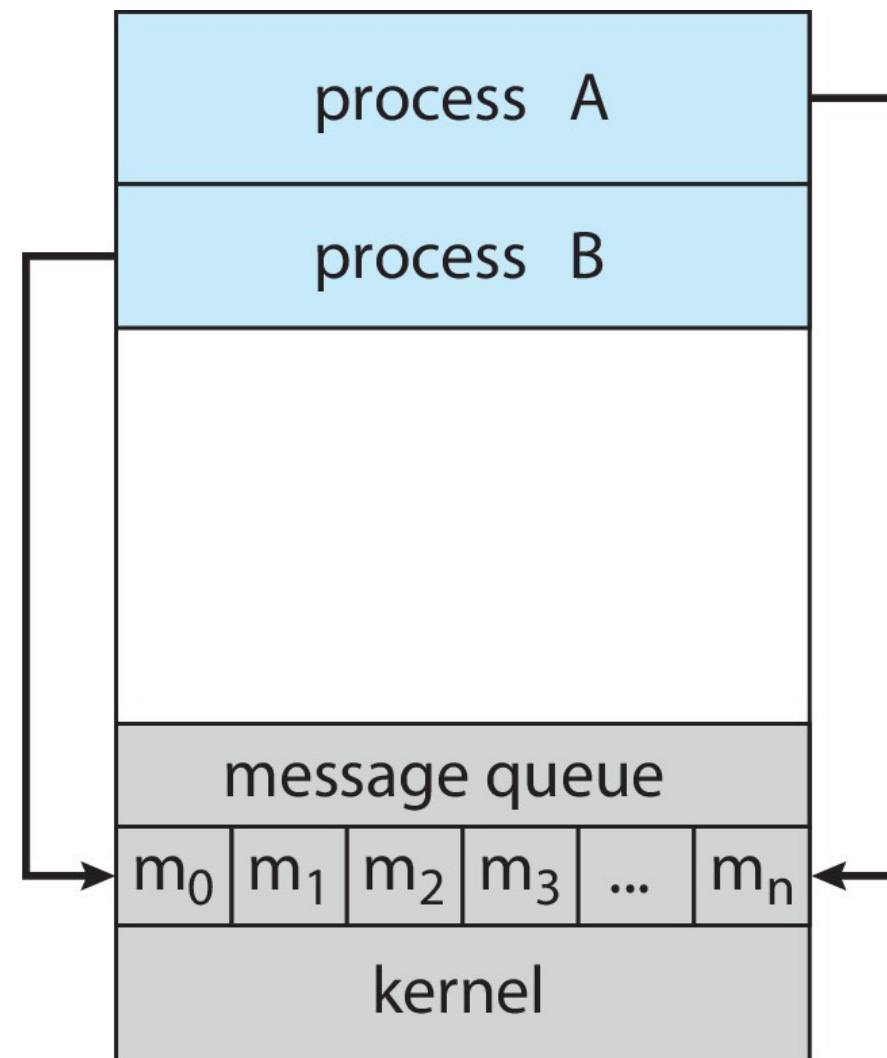 process A
process B
message queue
m₀ m₁ m₂ m₃ ... mₙ
kernel